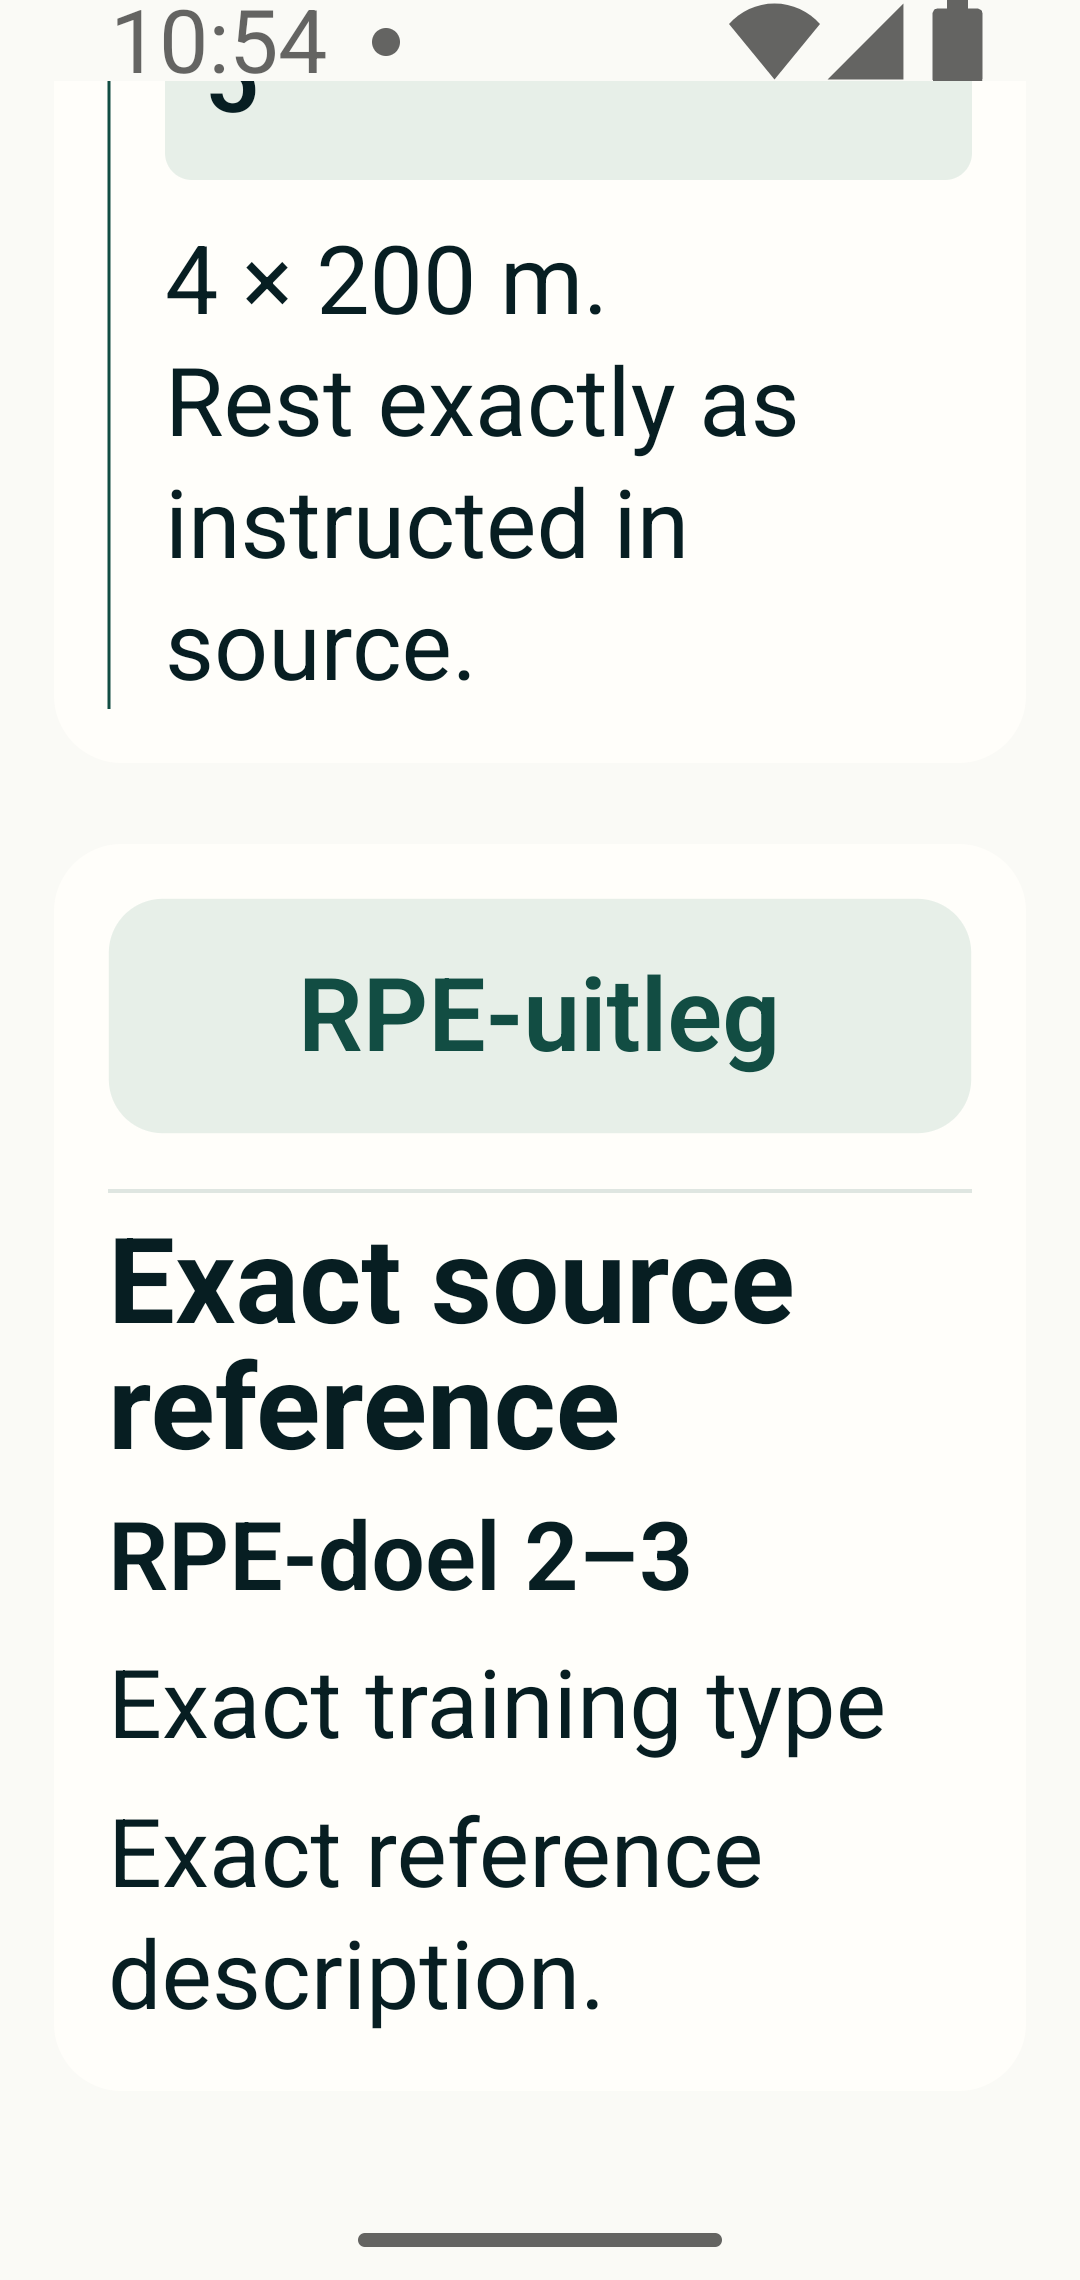 10:54
4 × 200 m.
Rest exactly as
instructed in
source.
RPE-uitleg
Exact source
reference
RPE-doel 2–3
Exact training type
Exact reference
description.